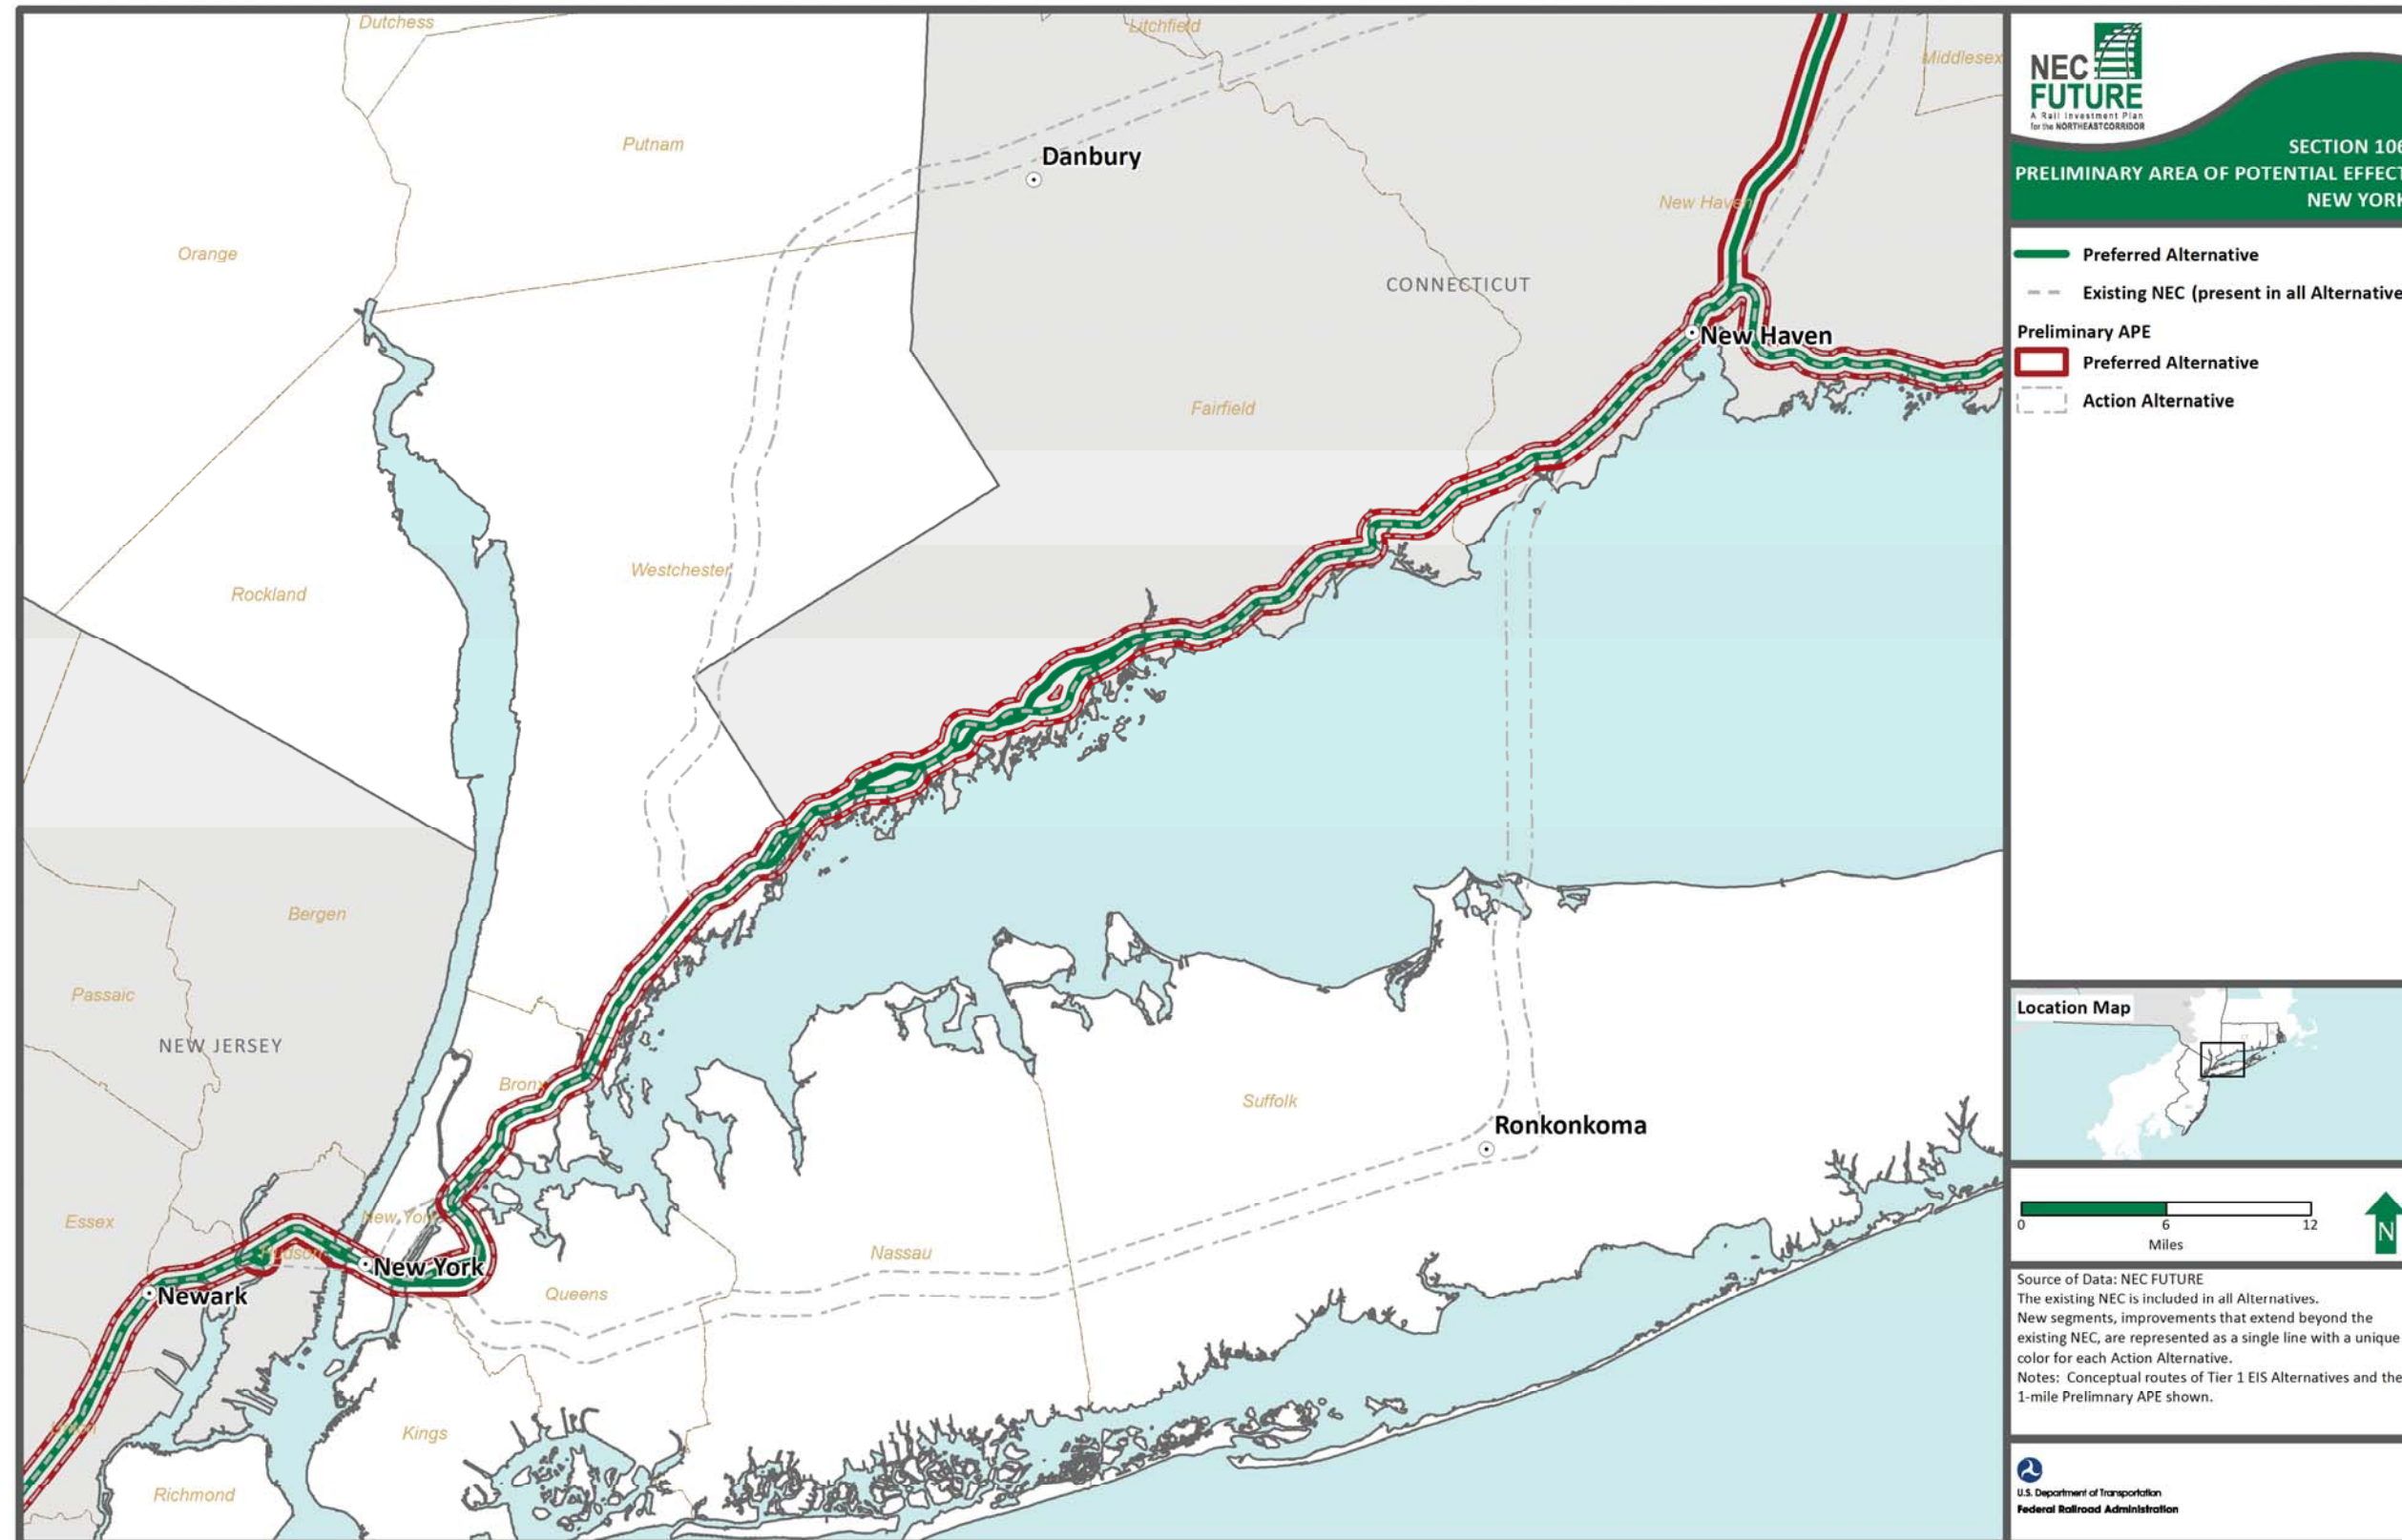 Dutchess
Litchfield
Middlesex
Putnam
Danbury
New Haven
Orange
CONNECTICUT
New Haven
Fairfield
Westchester
Rockland
Bergen
Passaic
NEW JERSEY
Bronx
Suffolk
Ronkonkoma
New York
Essex
Hudson
New York
Nassau
Newark
Queens
Kings
Union
Richmond
NEC
FUTURE
A Rail Investment Plan
for the NORTHEAST CORRIDOR
SECTION 106
PRELIMINARY AREA OF POTENTIAL EFFECT
NEW YORK
Preferred Alternative
Existing NEC (present in all Alternative
Preliminary APE
Preferred Alternative
Action Alternative
Location Map
0 6 12
Miles
N
Source of Data: NEC FUTURE
The existing NEC is included in all Alternatives.
New segments, improvements that extend beyond the
existing NEC, are represented as a single line with a unique
color for each Action Alternative.
Notes: Conceptual routes of Tier 1 EIS Alternatives and the
1-mile Prelimnary APE shown.
U.S. Department of Transportation
Federal Railroad Administration